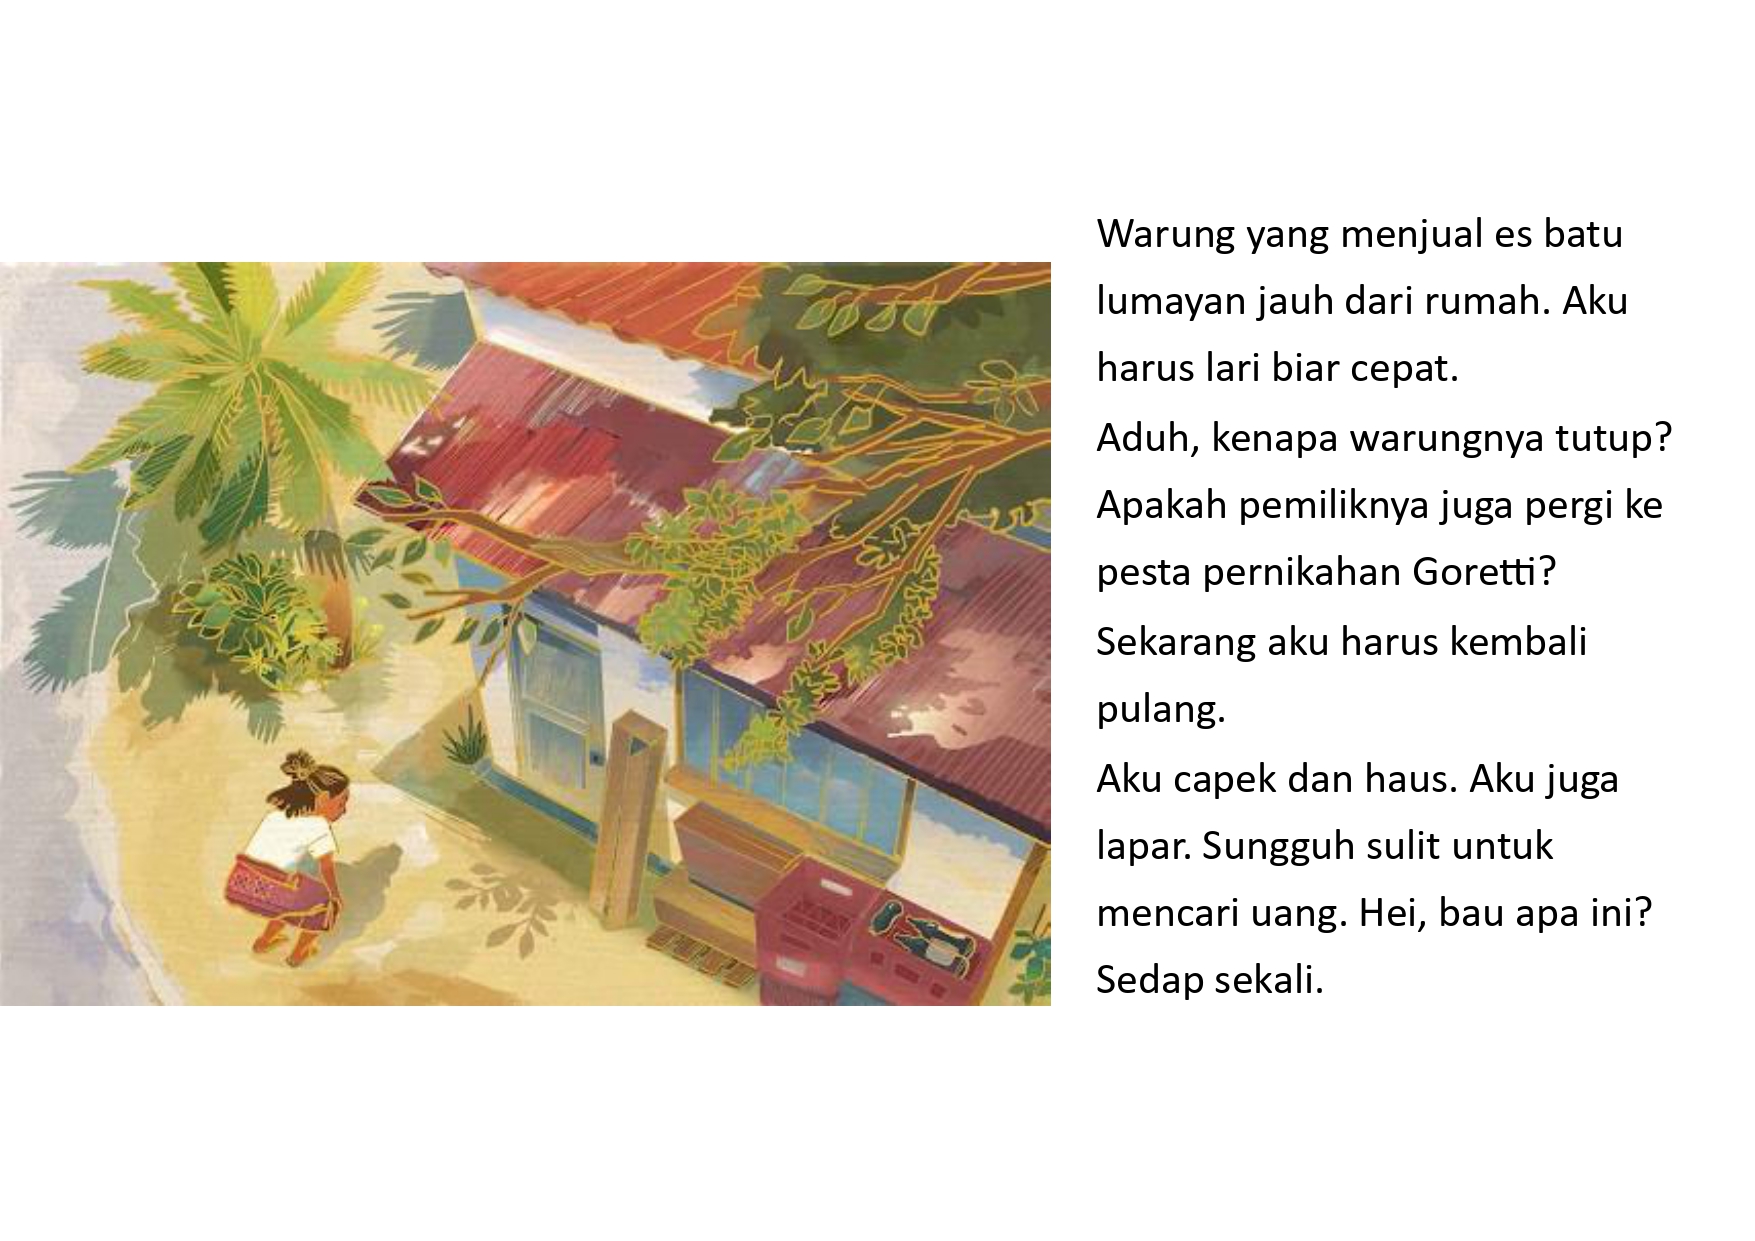 Warung yang menjual es batu
lumayan jauh dari rumah. Aku
harus lari biar cepat.
Aduh, kenapa warungnya tutup?
Apakah pemiliknya juga pergi ke
pesta pernikahan Goretti?
Sekarang aku harus kembali
pulang.
Aku capek dan haus. Aku juga
lapar. Sungguh sulit untuk
mencari uang. Hei, bau apa ini?
Sedap sekali.